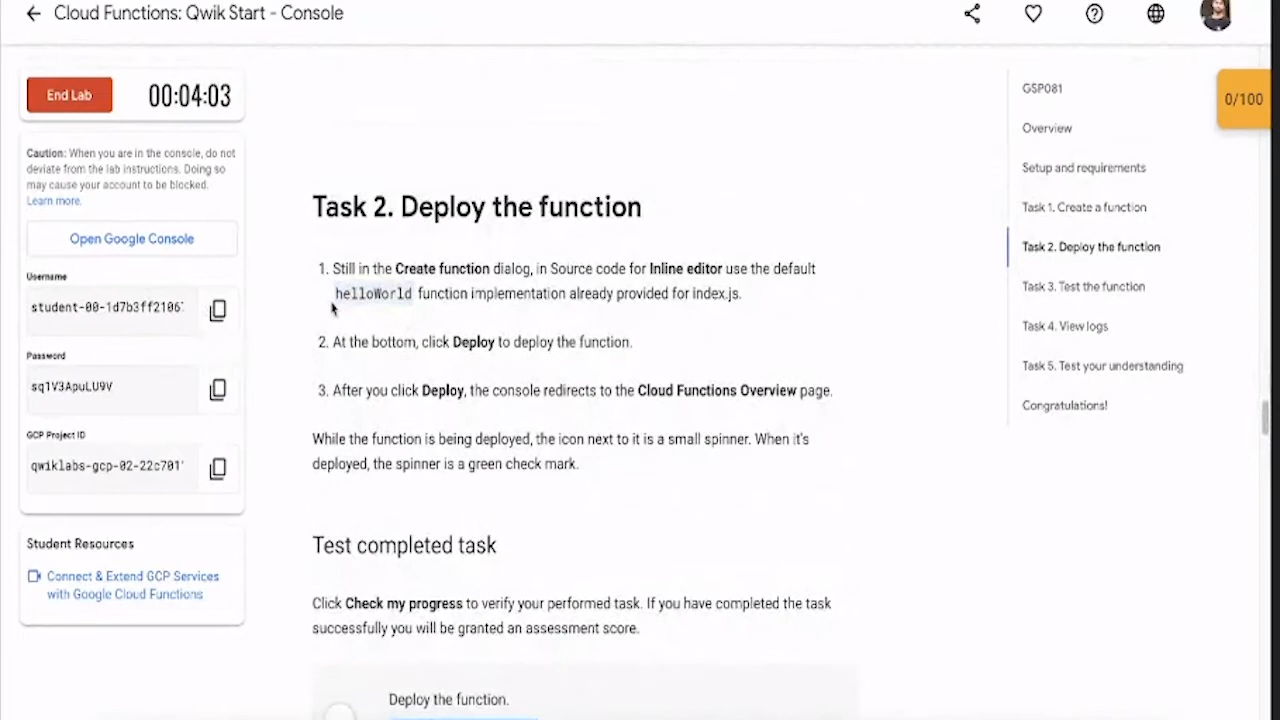 Cloud Functions: Qwik Start - Console
End Lab
00:04:03
Caution: When you are in the console, do not
deviate from the lab instructions. Doing so
may cause your account to be blocked.
Learn more.
Open Google Console
Username
student-00-1d7b3ff2106
Password
sq1V3ApuLU9V
GCP Project ID
qwiklabs-gcp-02-22c701
Student Resources
Connect & Extend GCP Services
with Google Cloud Functions
Task 2. Deploy the function
1. Still in the Create function dialog, in Source code for Inline editor use the default
helloWorld function implementation already provided for index.js.
2. At the bottom, click Deploy to deploy the function.
3. After you click Deploy, the console redirects to the Cloud Functions Overview page.
While the function is being deployed, the icon next to it is a small spinner. When it's
deployed, the spinner is a green check mark.
Test completed task
Click Check my progress to verify your performed task. If you have completed the task
successfully you will be granted an assessment score.
Deploy the function.
GSP081
Overview
Setup and requirements
Task 1. Create a function
Task 2. Deploy the function
Task 3. Test the function
Task 4. View logs
Task 5. Test your understanding
Congratulations!
0/100